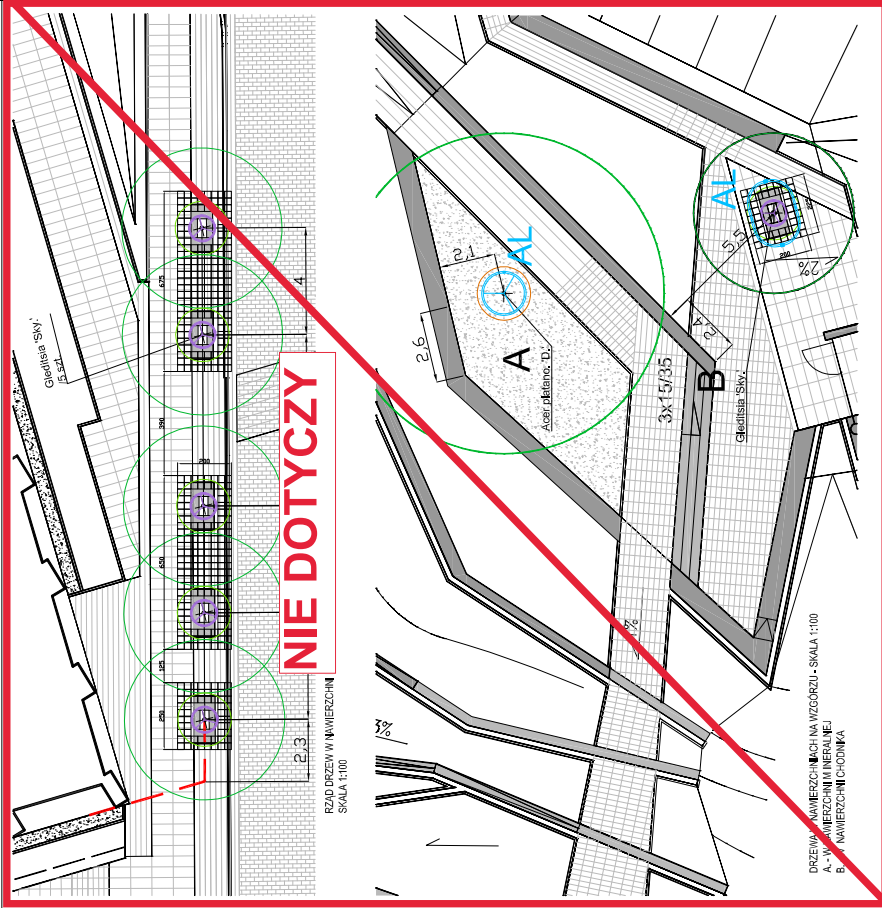 NIE DOTYCZY
Gleditsia 'Sky.'
5 szt.
675
390
200
650
125
250
4
2,3
RZĄD DRZEW W NAWIERZCHNI
SKALA 1:100
2,1
AL
2,6
A
Acer platano. 'D.'
AL
5,5
200
2%
2,4
3x15/35
B
Gleditsia 'Sky.'
DRZEWA W NAWIERZCHNIACH NA WZGÓRZU - SKALA 1:100
A. - W NAWIERZCHNI MINERALNEJ
B. W NAWIERZCHNI CHODNIKA